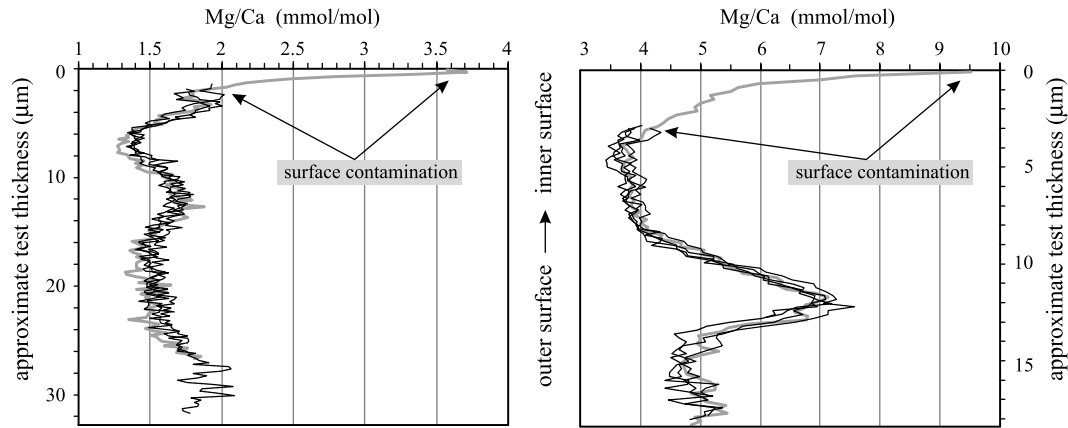 Mg/Ca (mmol/mol)
1 1.5 2 2.5 3 3.5 4
approximate test thickness (µm)
0
10
20
30
surface contamination
outer surface → inner surface
Mg/Ca (mmol/mol)
3 4 5 6 7 8 9 10
surface contamination
0
5
10
15
approximate test thickness (µm)